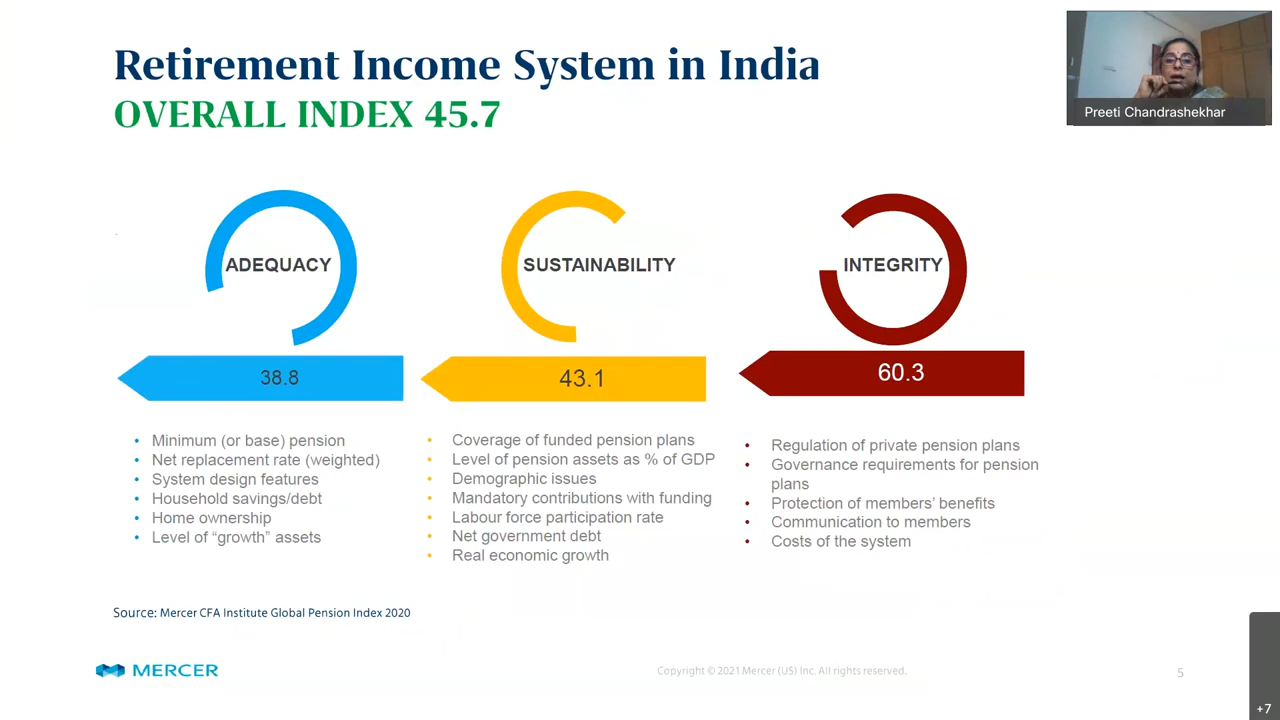 Retirement Income System in India
OVERALL INDEX 45.7
Preeti Chandrashekhar
ADEQUACY
38.8
• Minimum (or base) pension
• Net replacement rate (weighted)
• System design features
• Household savings/debt
• Home ownership
• Level of “growth” assets
SUSTAINABILITY
43.1
• Coverage of funded pension plans
• Level of pension assets as % of GDP
• Demographic issues
• Mandatory contributions with funding
• Labour force participation rate
• Net government debt
• Real economic growth
INTEGRITY
60.3
• Regulation of private pension plans
• Governance requirements for pension
plans
• Protection of members’ benefits
• Communication to members
• Costs of the system
Source: Mercer CFA Institute Global Pension Index 2020
MERCER
Copyright © 2021 Mercer (US) Inc. All rights reserved.
5
+7